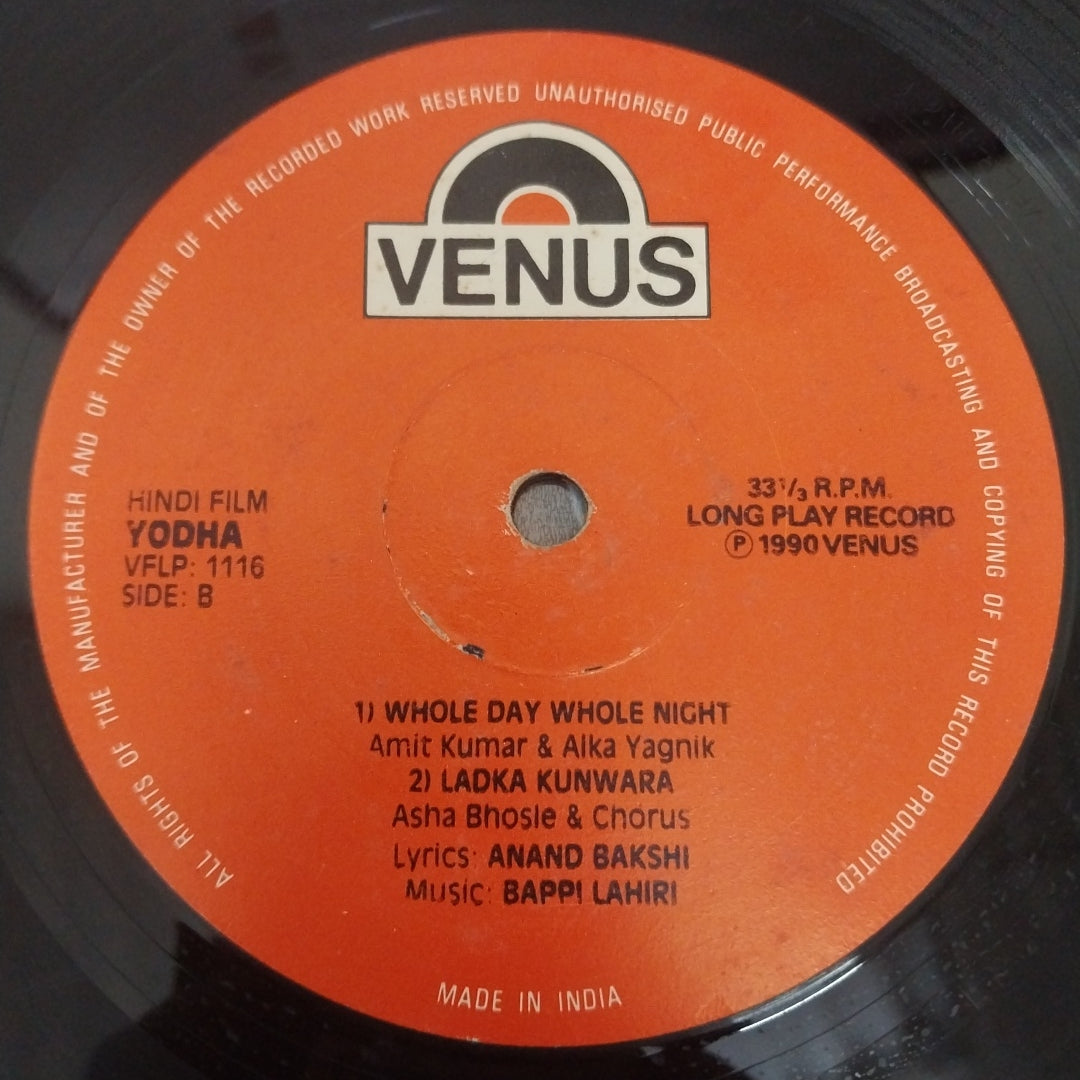 ALL RIGHTS OF THE MANUFACTURER AND OF THE OWNER OF THE RECORDED WORK RESERVED UNAUTHORISED PUBLIC PERFORMANCE BROADCASTING AND COPYING OF THIS RECORD PROHIBITED
VENUS
HINDI FILM
YODHA
VFLP: 1116
SIDE: B
33 1/3 R.P.M.
LONG PLAY RECORD
Ⓟ 1990 VENUS
1) WHOLE DAY WHOLE NIGHT
Amit Kumar & Alka Yagnik
2) LADKA KUNWARA
Asha Bhosle & Chorus
Lyrics: ANAND BAKSHI
Music: BAPPI LAHIRI
MADE IN INDIA